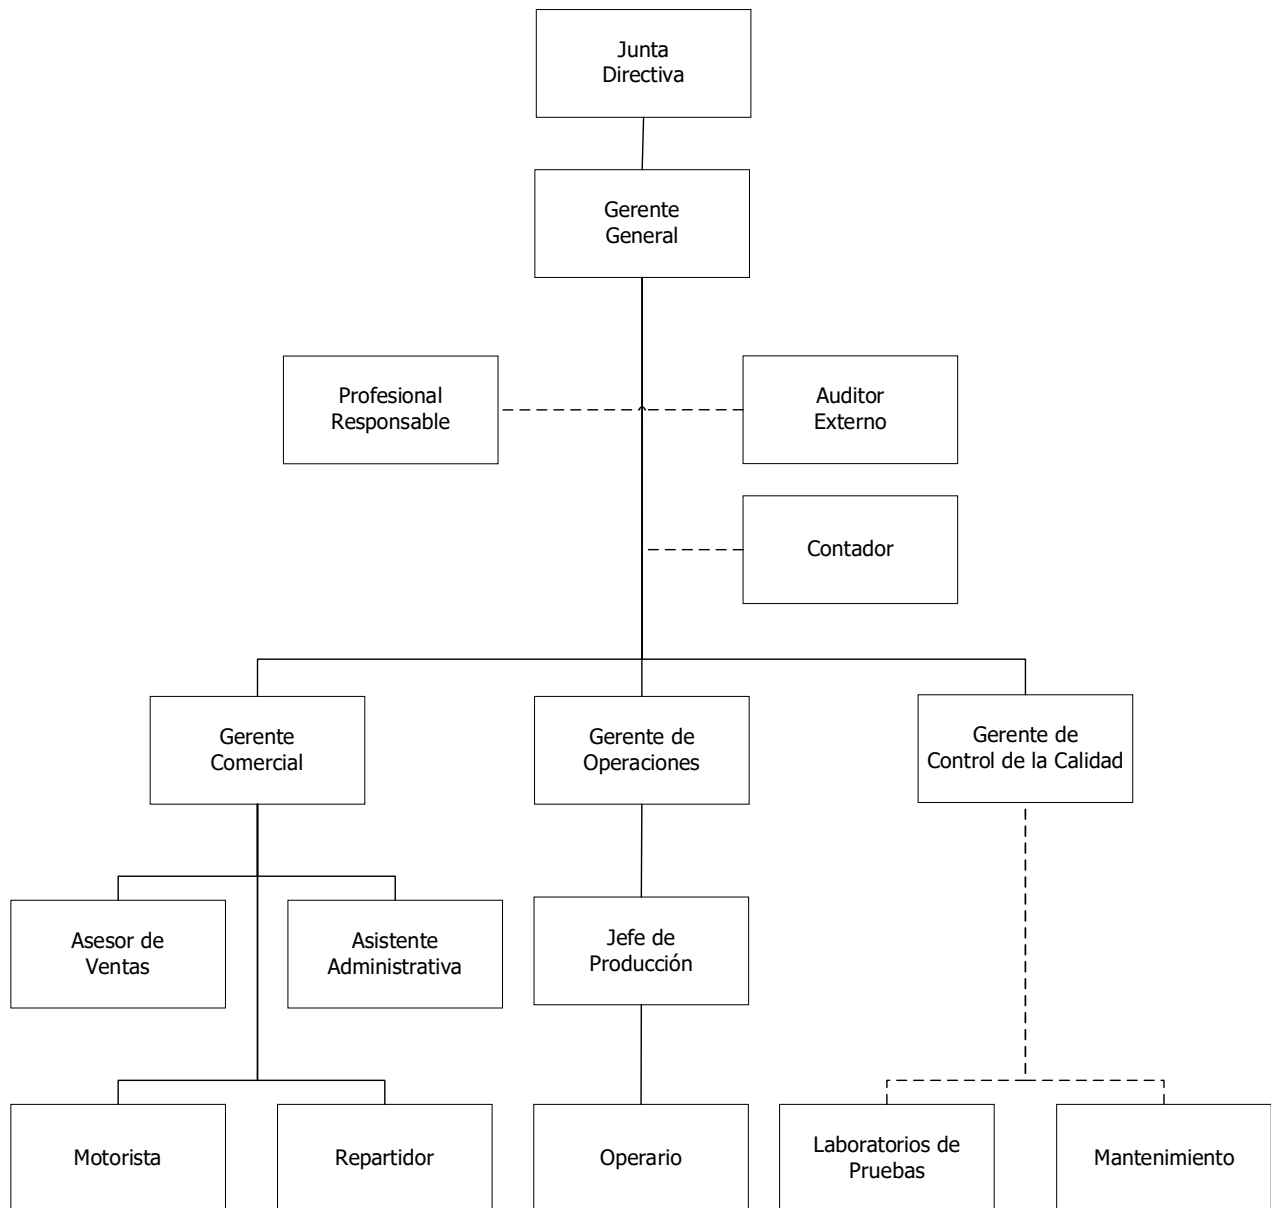 Junta
Directiva
Gerente
General
Profesional
Responsable
Auditor
Externo
Contador
Gerente
Comercial
Gerente de
Operaciones
Gerente de
Control de la Calidad
Asesor de
Ventas
Asistente
Administrativa
Jefe de
Producción
Motorista
Repartidor
Operario
Laboratorios de
Pruebas
Mantenimiento